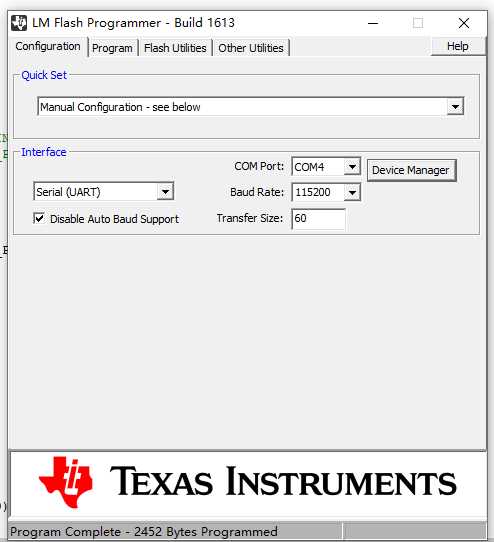 LM Flash Programmer - Build 1613
Configuration Program Flash Utilities Other Utilities Help
Quick Set
Manual Configuration - see below
Interface
COM Port: COM4 Device Manager
Serial (UART) Baud Rate: 115200
Disable Auto Baud Support Transfer Size: 60
TEXAS INSTRUMENTS
Program Complete - 2452 Bytes Programmed